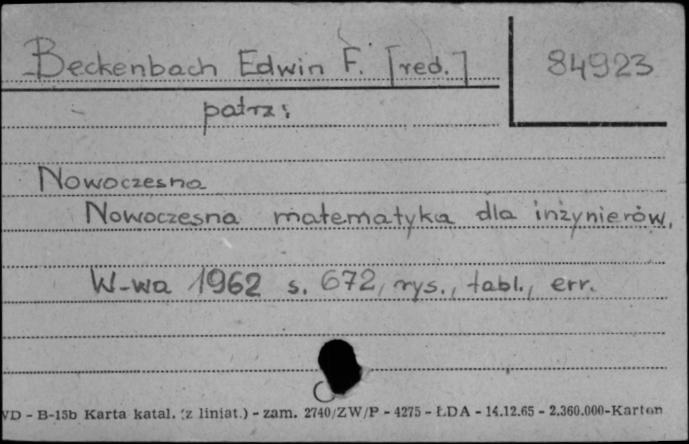 Beckenbach Edwin F. [red.]
84923
patrz:
Nowoczesna
Nowoczesna matematyka dla inżynierów.
W-wa 1962 s. 672, rys., tabl., err.
VD - B-15b Karta katal. (z liniat.) - zam. 2740/ZW/P - 4275 - ŁDA - 14.12.65 - 2.360.000-Karton